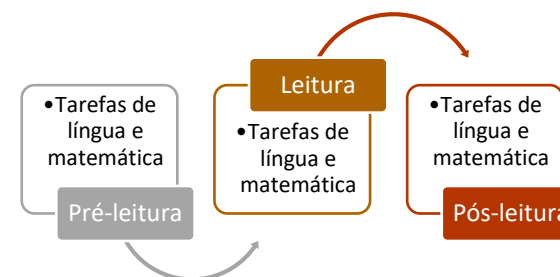 •Tarefas de
língua e
matemática
Pré-leitura
Leitura
•Tarefas de
língua e
matemática
•Tarefas de
língua e
matemática
Pós-leitura